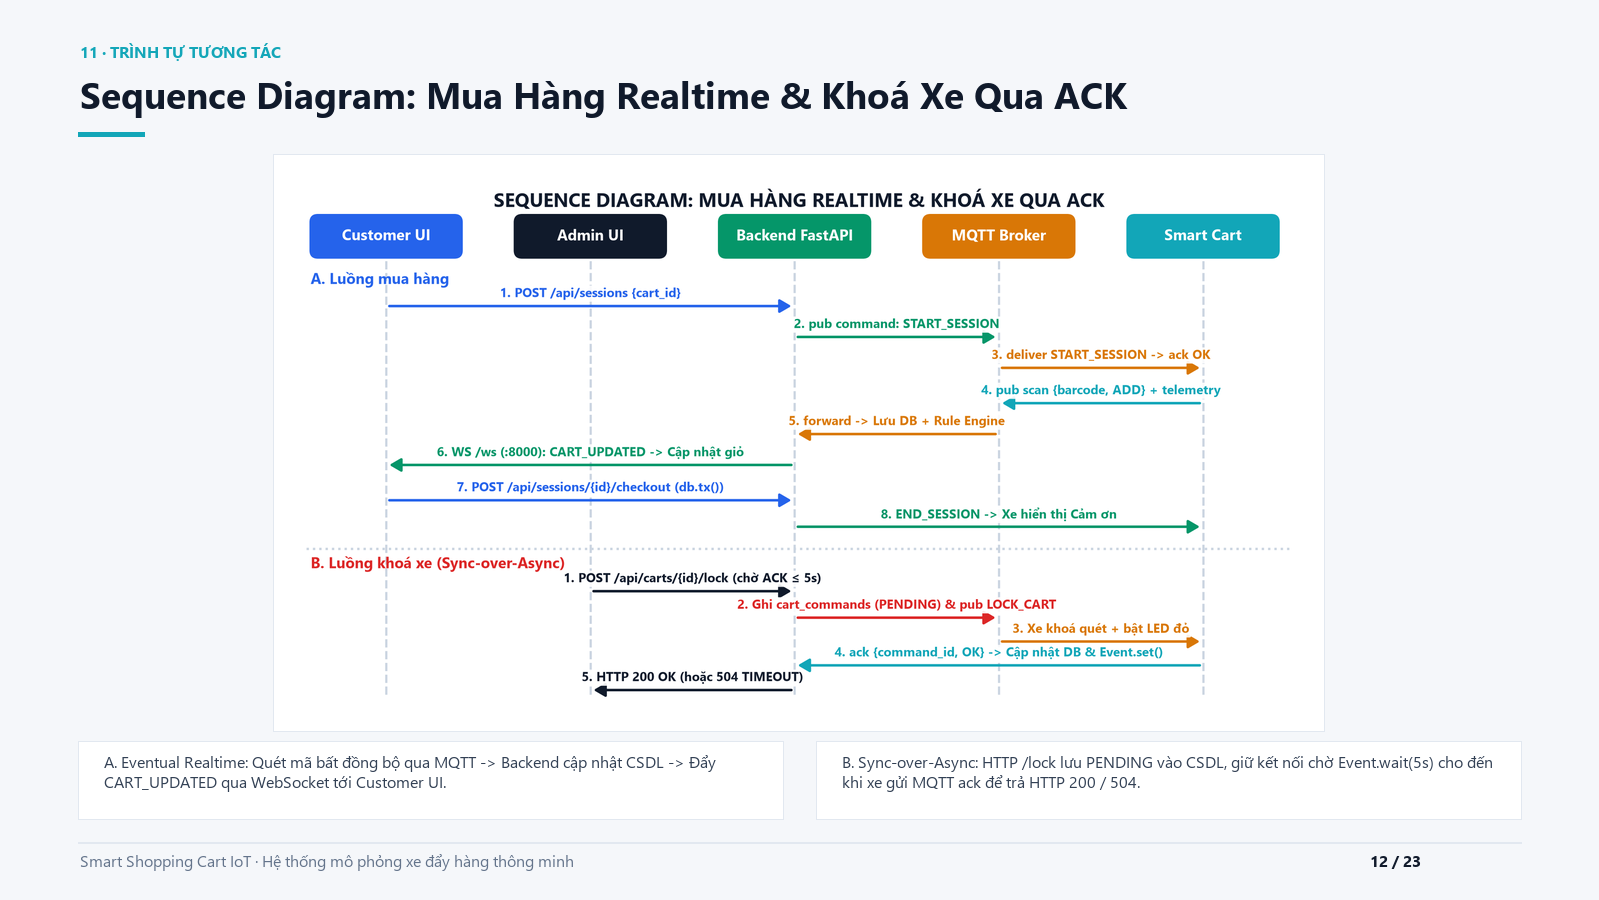 11 · TRÌNH TỰ TƯƠNG TÁC
Sequence Diagram: Mua Hàng Realtime & Khoá Xe Qua ACK
SEQUENCE DIAGRAM: MUA HÀNG REALTIME & KHOÁ XE QUA ACK
Customer UI
Admin UI
Backend FastAPI
MQTT Broker
Smart Cart
A. Luồng mua hàng
1. POST /api/sessions {cart_id}
2. pub command: START_SESSION
3. deliver START_SESSION -> ack OK
4. pub scan {barcode, ADD} + telemetry
5. forward -> Lưu DB + Rule Engine
6. WS /ws (:8000): CART_UPDATED -> Cập nhật giỏ
7. POST /api/sessions/{id}/checkout (db.tx())
8. END_SESSION -> Xe hiển thị Cảm ơn
B. Luồng khoá xe (Sync-over-Async)
1. POST /api/carts/{id}/lock (chờ ACK ≤ 5s)
2. Ghi cart_commands (PENDING) & pub LOCK_CART
3. Xe khoá quét + bật LED đỏ
4. ack {command_id, OK} -> Cập nhật DB & Event.set()
5. HTTP 200 OK (hoặc 504 TIMEOUT)
A. Eventual Realtime: Quét mã bất đồng bộ qua MQTT -> Backend cập nhật CSDL -> Đẩy
CART_UPDATED qua WebSocket tới Customer UI.
B. Sync-over-Async: HTTP /lock lưu PENDING vào CSDL, giữ kết nối chờ Event.wait(5s) cho đến
khi xe gửi MQTT ack để trả HTTP 200 / 504.
Smart Shopping Cart IoT · Hệ thống mô phỏng xe đẩy hàng thông minh
12 / 23